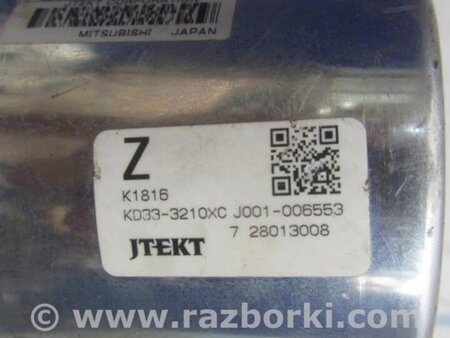 MITSUBISHI JAPAN
Z
K1816
KD33-3210XC J001-006553
7 28013008
JTEKT
© www.razborki.com/